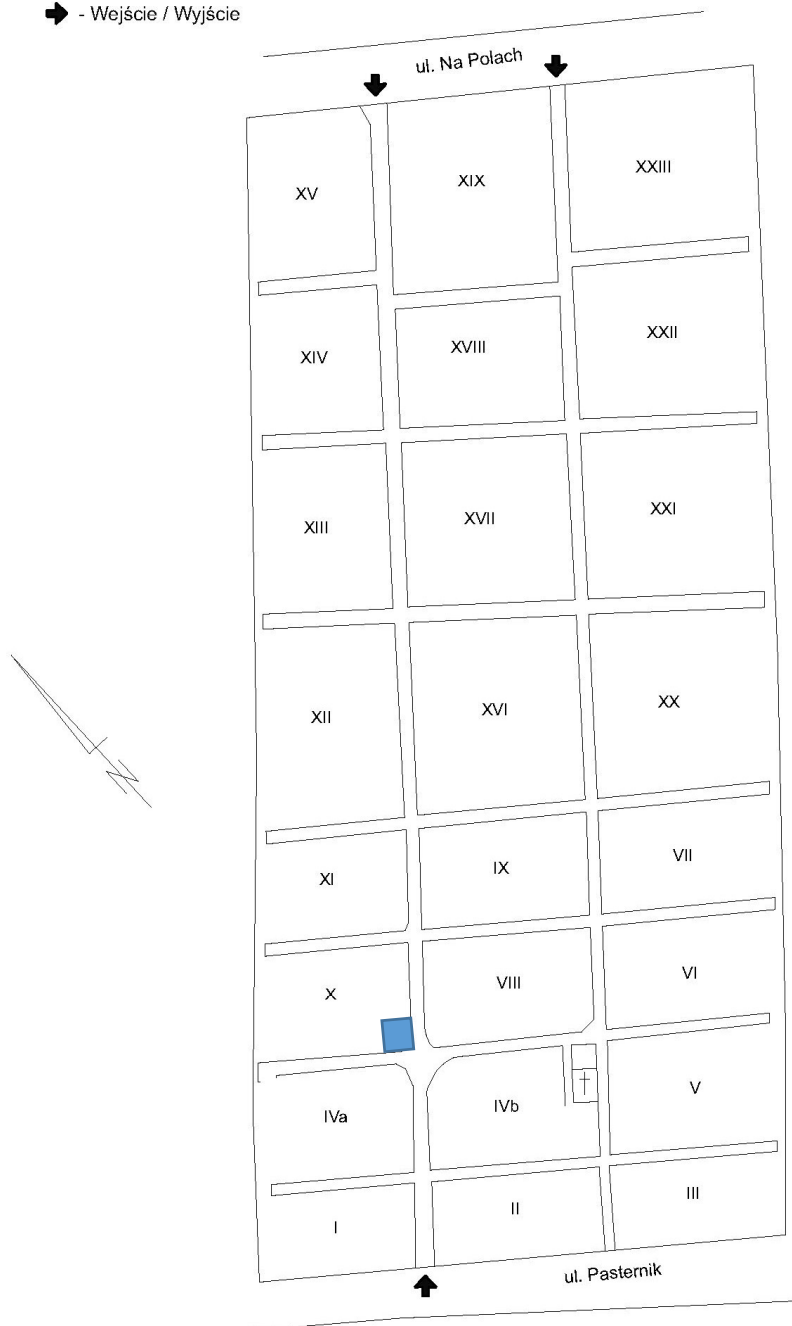 - Wejście / Wyjście
ul. Na Polach
XV
XIX
XXIII
XIV
XVIII
XXII
XIII
XVII
XXI
XII
XVI
XX
XI
IX
VII
X
VIII
VI
IVa
IVb
V
I
II
III
ul. Pasternik
N